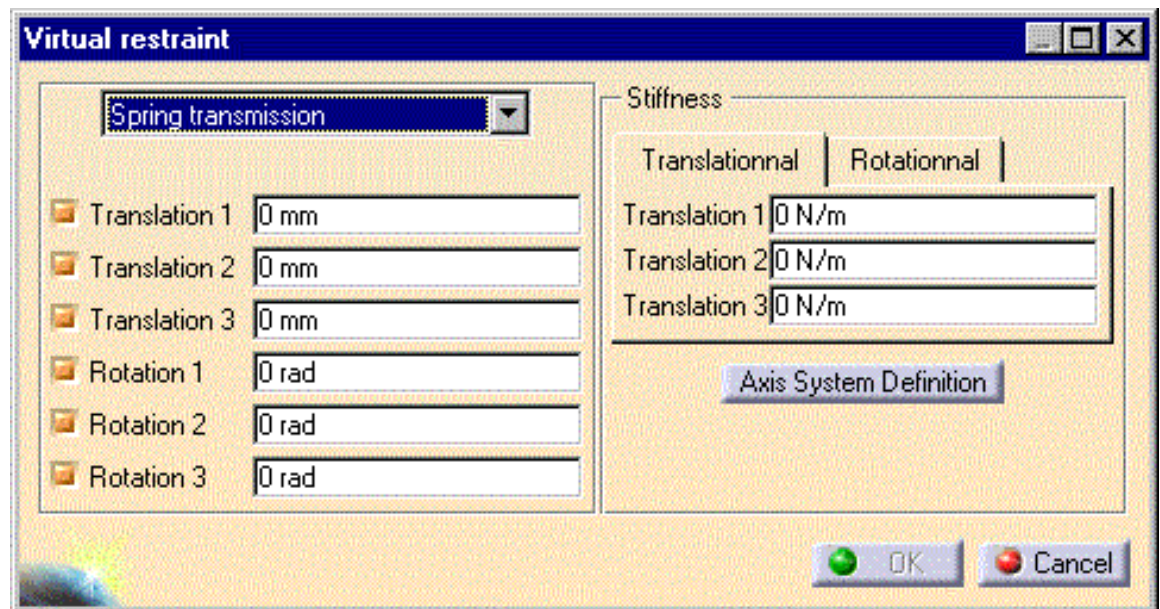 Virtual restraint
Spring transmission
Translation 1 0 mm
Translation 2 0 mm
Translation 3 0 mm
Rotation 1 0 rad
Rotation 2 0 rad
Rotation 3 0 rad
Stiffness
Translationnal Rotationnal
Translation 1 0 N/m
Translation 2 0 N/m
Translation 3 0 N/m
Axis System Definition
OK Cancel